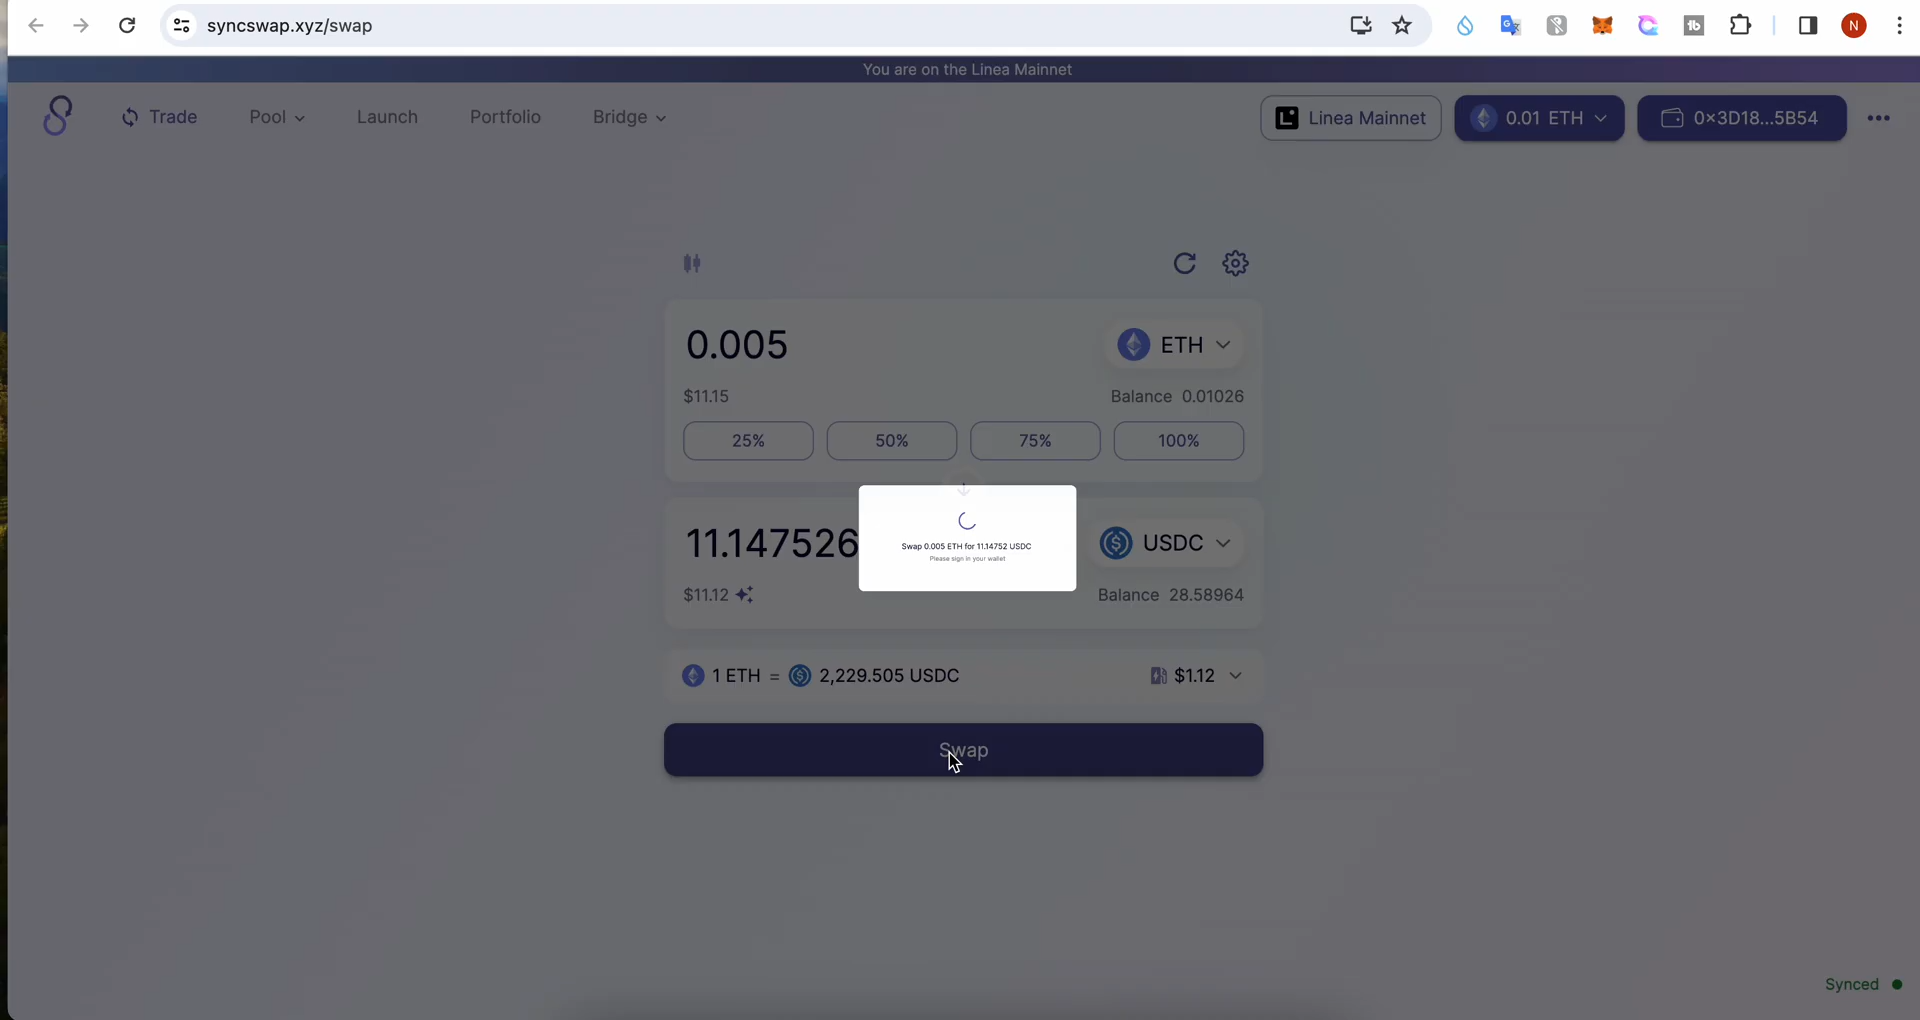 syncswap.xyz/swap
N
You are on the Linea Mainnet
Trade
Pool
Launch
Portfolio
Bridge
Linea Mainnet
0.01 ETH
0×3D18...5B54
0.005
ETH
$11.15
Balance 0.01026
25%
50%
75%
100%
11.147526
USDC
Swap 0.005 ETH for 11.14752 USDC
Please sign in your wallet
$11.12
Balance 28.58964
1 ETH = 2,229.505 USDC
$1.12
Swap
Synced